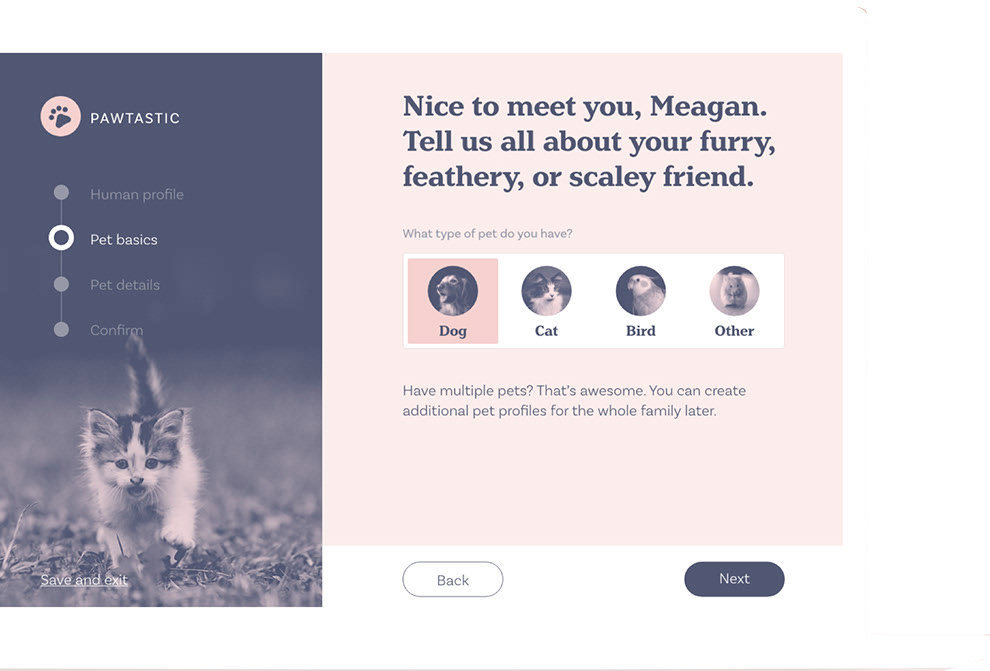 PAWTASTIC
Human profile
Pet basics
Pet details
Confirm
Save and exit
Nice to meet you, Meagan.
Tell us all about your furry,
feathery, or scaley friend.
What type of pet do you have?
Dog
Cat
Bird
Other
Have multiple pets? That’s awesome. You can create
additional pet profiles for the whole family later.
Back
Next